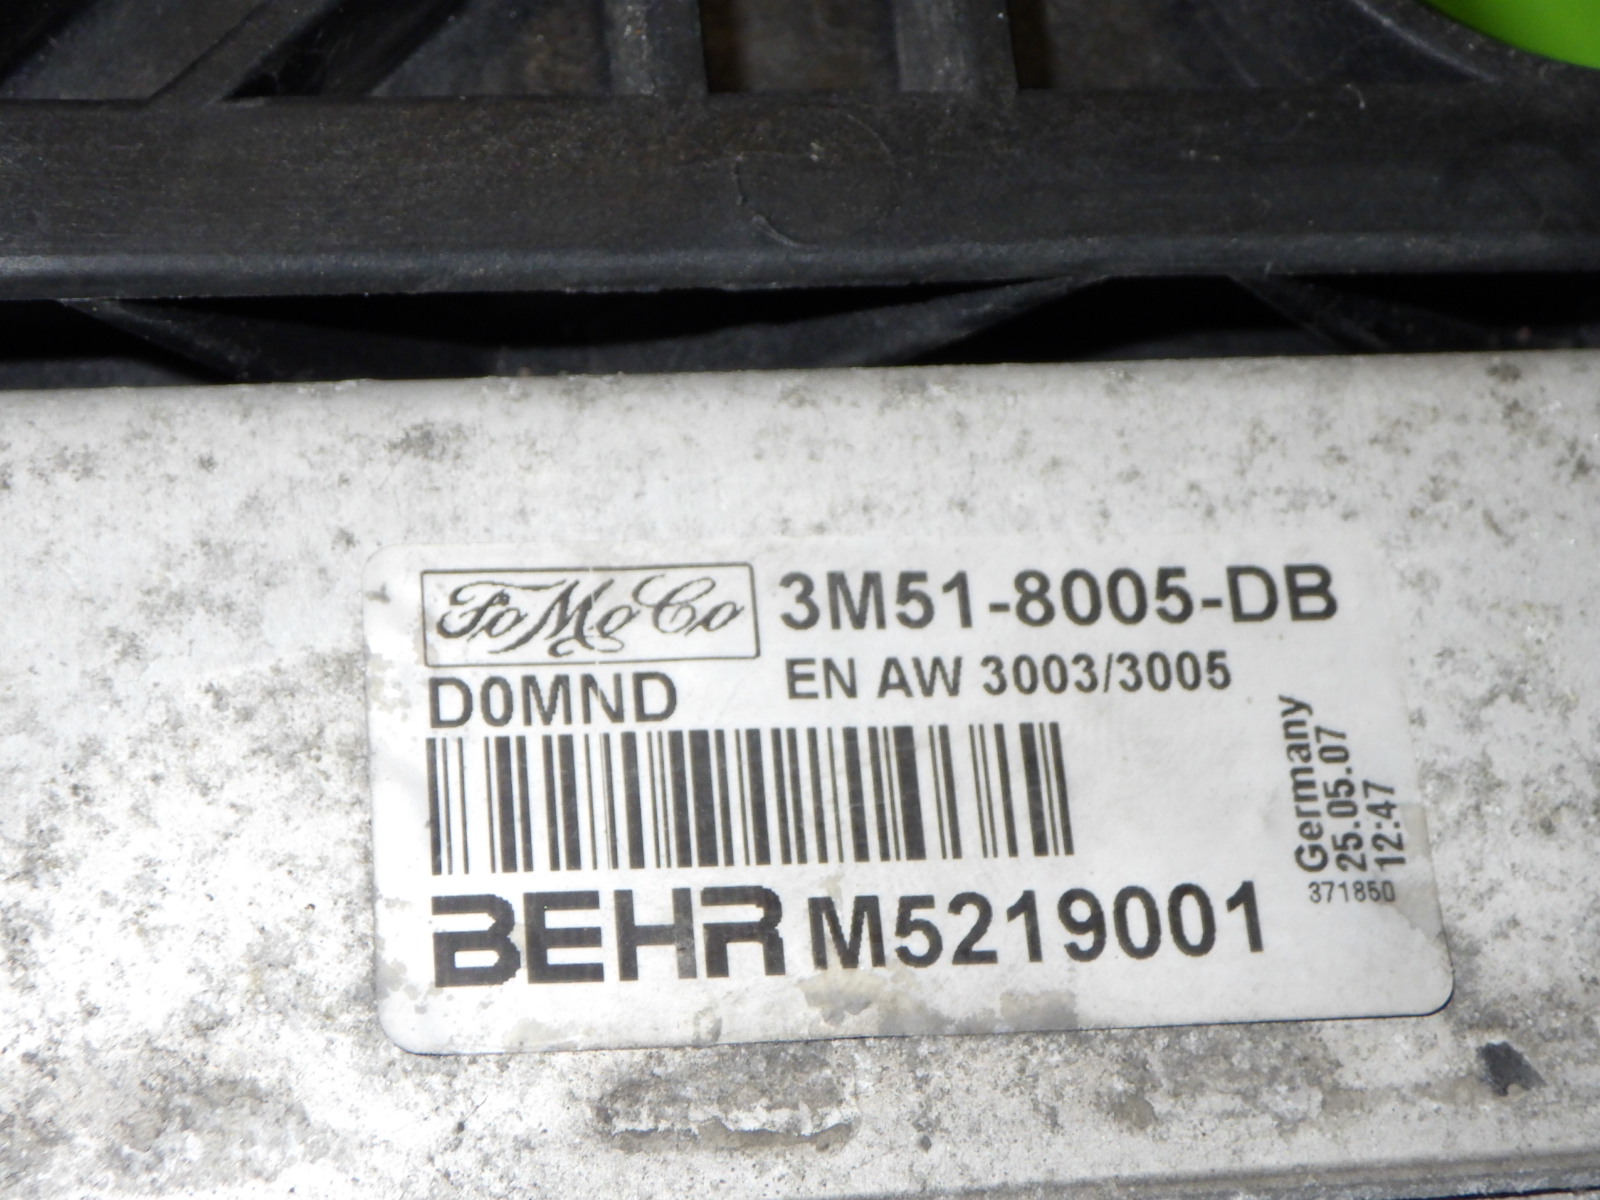 FoMoCo 3M51-8005-DB
D0MND EN AW 3003/3005
Germany
25.05.07
12:47
371850
BEHR M5219001